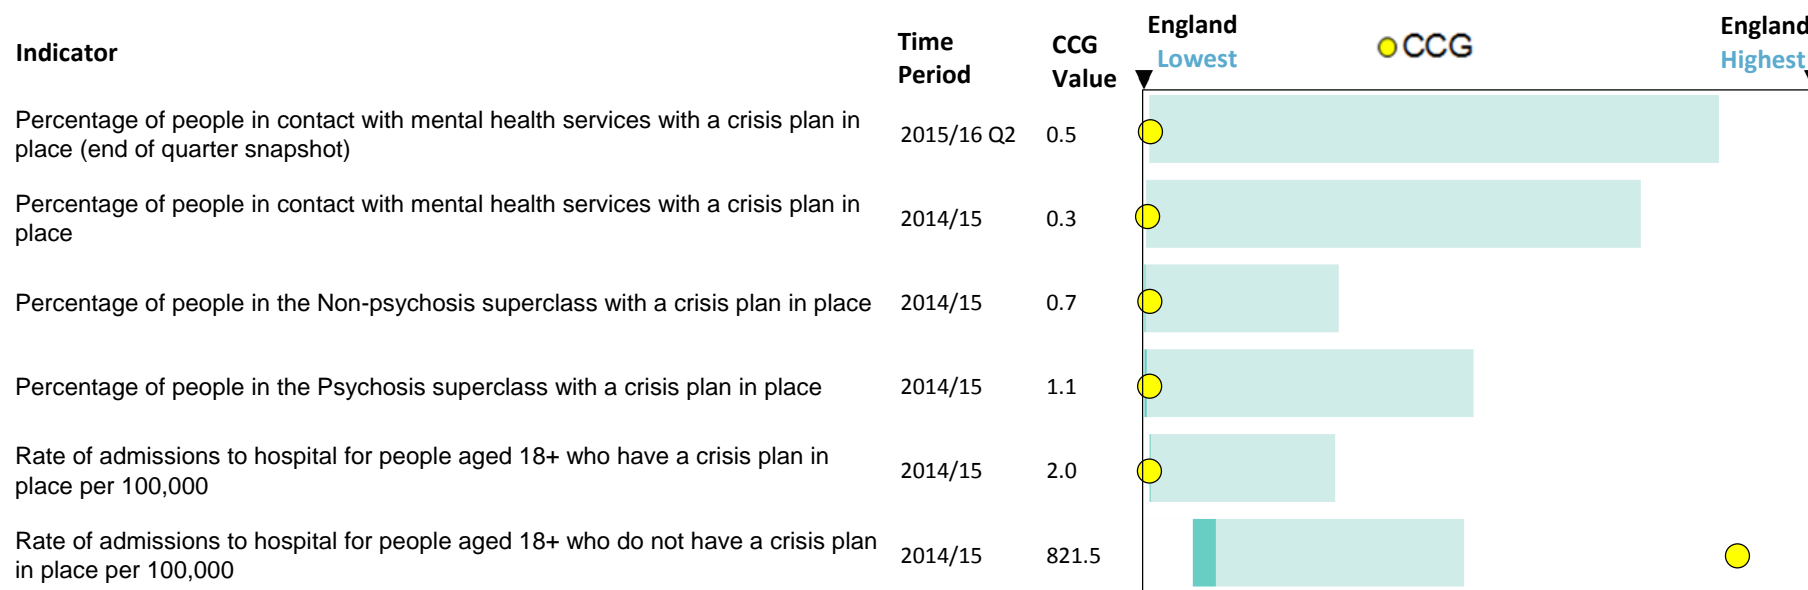 Indicator
Time
Period
CCG
Value
England
Lowest
CCG
England
Highest
Percentage of people in contact with mental health services with a crisis plan in
place (end of quarter snapshot)
2015/16 Q2
0.5
Percentage of people in contact with mental health services with a crisis plan in
place
2014/15
0.3
Percentage of people in the Non-psychosis superclass with a crisis plan in place
2014/15
0.7
Percentage of people in the Psychosis superclass with a crisis plan in place
2014/15
1.1
Rate of admissions to hospital for people aged 18+ who have a crisis plan in
place per 100,000
2014/15
2.0
Rate of admissions to hospital for people aged 18+ who do not have a crisis plan
in place per 100,000
2014/15
821.5